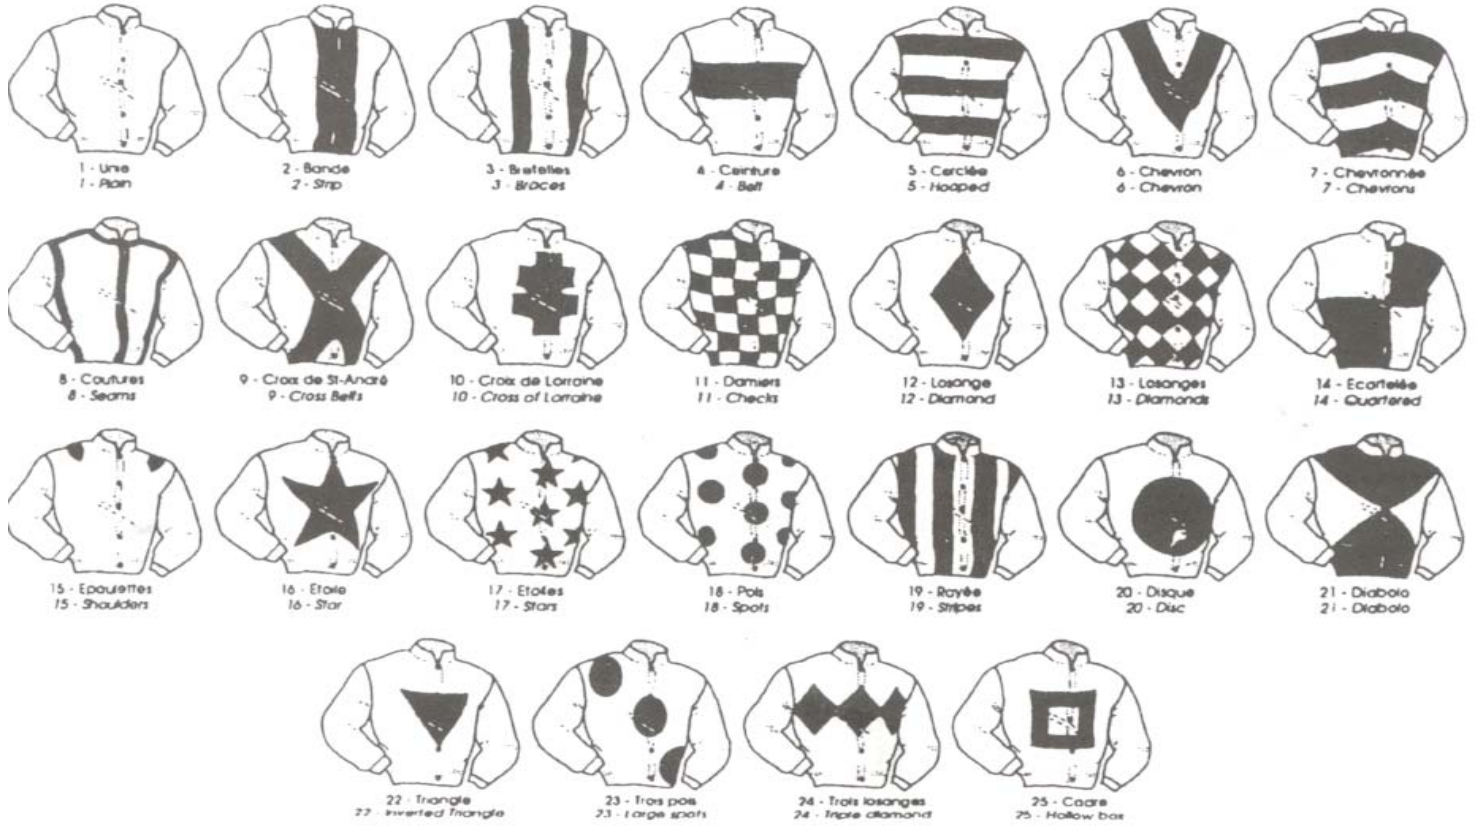 1 - Unie
1 - Plain
2 - Bande
2 - Strip
3 - Bretelles
3 - Braces
4 - Ceinture
4 - Belt
5 - Cerclée
5 - Hooped
6 - Chevron
6 - Chevron
7 - Chevronnée
7 - Chevrons
8 - Coutures
8 - Seams
9 - Croix de St-André
9 - Cross Belts
10 - Croix de Lorraine
10 - Cross of Lorraine
11 - Damiers
11 - Checks
12 - Losange
12 - Diamond
13 - Losanges
13 - Diamonds
14 - Ecartelée
14 - Quartered
15 - Epaulettes
15 - Shoulders
16 - Etoile
16 - Star
17 - Etoiles
17 - Stars
18 - Pois
18 - Spots
19 - Rayée
19 - Stripes
20 - Disque
20 - Disc
21 - Diabolo
21 - Diabolo
22 - Triangle
22 - Inverted Triangle
23 - Trois pois
23 - Large spots
24 - Trois losanges
24 - Triple diamond
25 - Cadre
25 - Hollow box